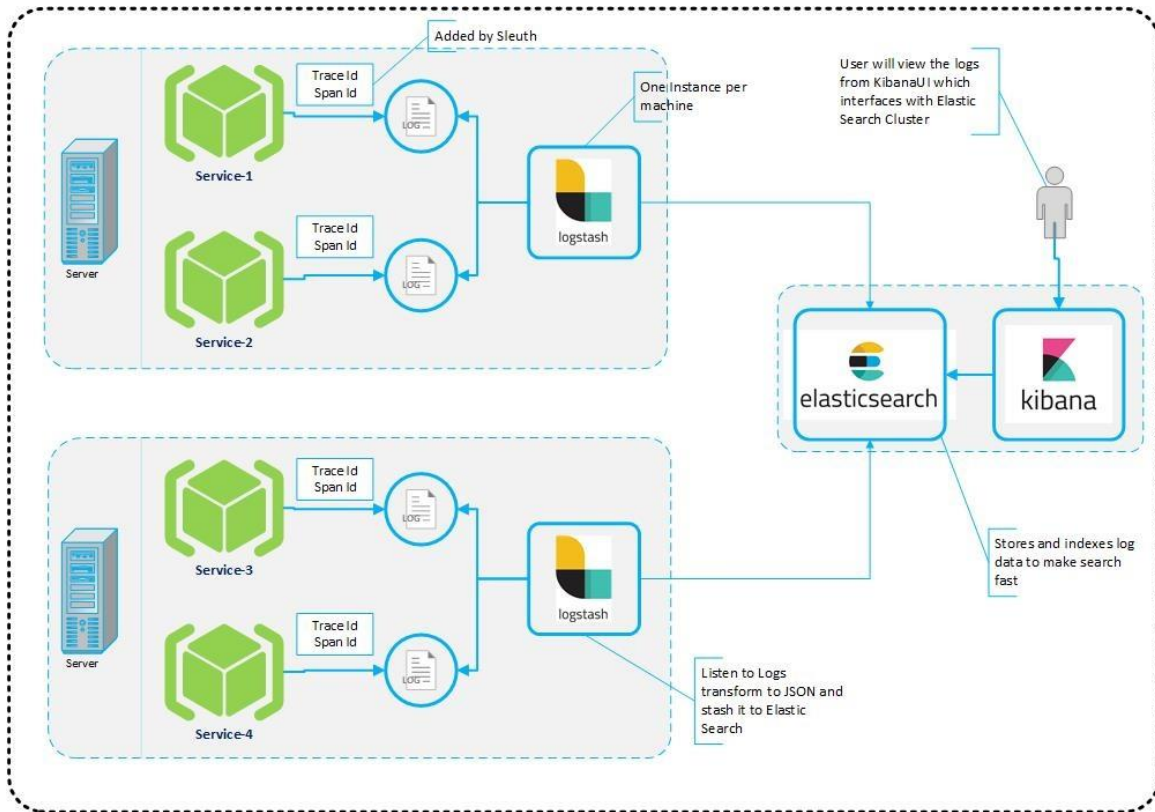 Added by Sleuth
Trace Id
Span Id
LOG
Service-1
One Instance per
machine
User will view the logs
from KibanaUI which
interfaces with Elastic
Search Cluster
logstash
Server
Trace Id
Span Id
LOG
Service-2
elasticsearch
kibana
Trace Id
Span Id
LOG
Service-3
Stores and indexes log
data to make search
fast
logstash
Server
Trace Id
Span Id
LOG
Service-4
Listen to Logs
transform to JSON and
stash it to Elastic
Search